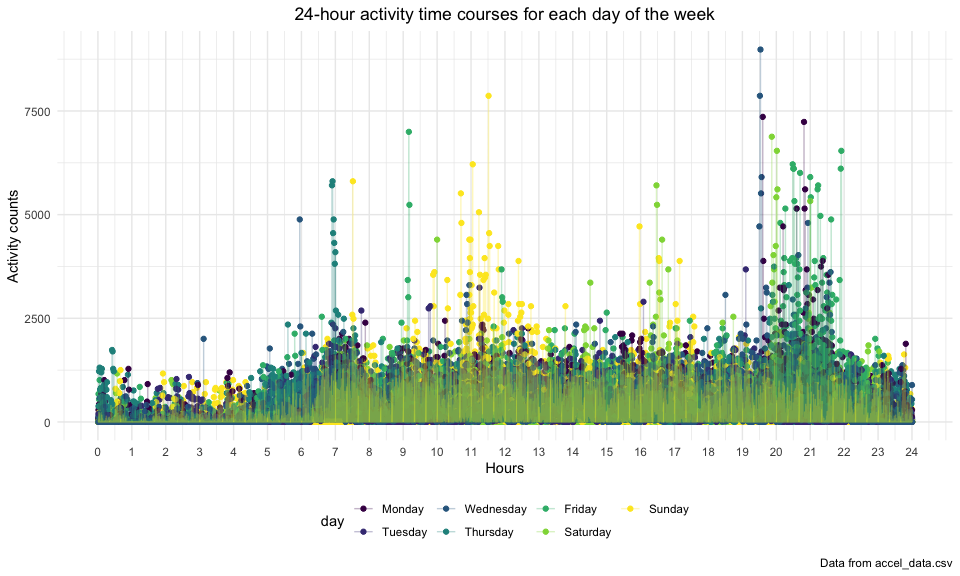 24-hour activity time courses for each day of the week
Activity counts
7500
5000
2500
0
0 1 2 3 4 5 6 7 8 9 10 11 12 13 14 15 16 17 18 19 20 21 22 23 24
Hours
day
Monday Wednesday Friday Sunday
Tuesday Thursday Saturday
Data from accel_data.csv